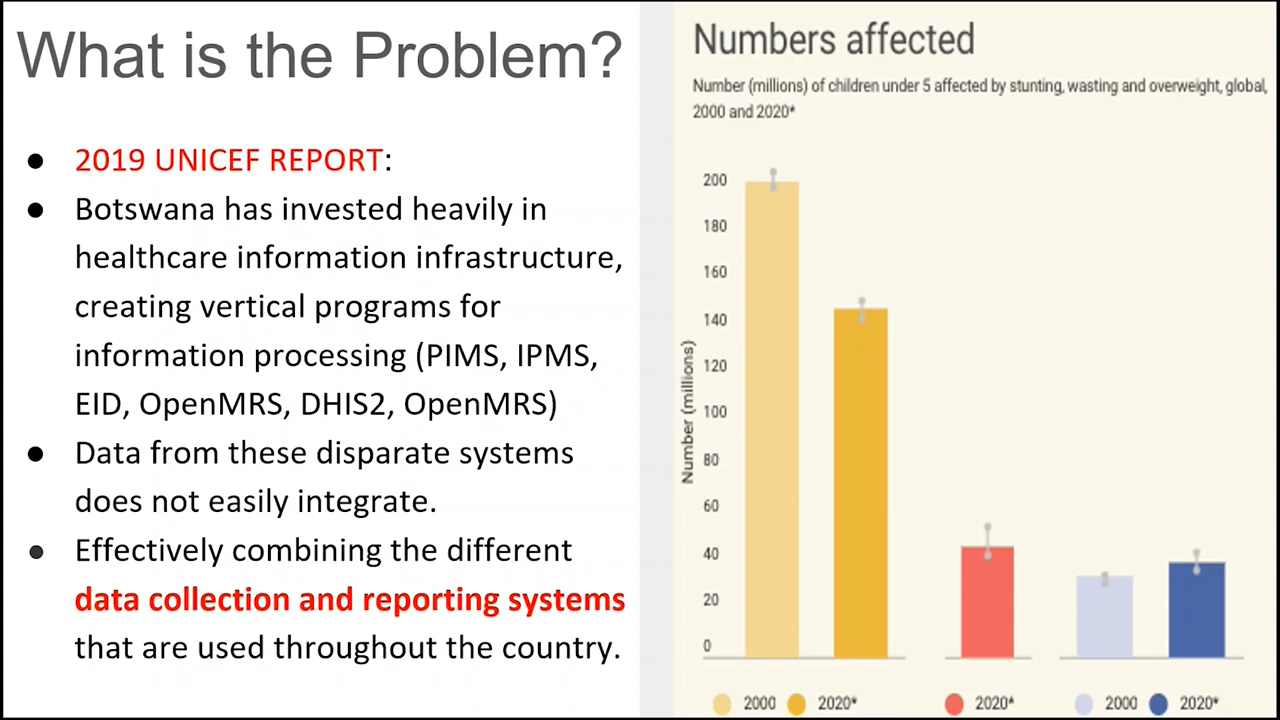 What is the Problem?
● 2019 UNICEF REPORT:
● Botswana has invested heavily in
healthcare information infrastructure,
creating vertical programs for
information processing (PIMS, IPMS,
EID, OpenMRS, DHIS2, OpenMRS)
● Data from these disparate systems
does not easily integrate.
● Effectively combining the different
data collection and reporting systems
that are used throughout the country.
Numbers affected
Number (millions) of children under 5 affected by stunting, wasting and overweight, global,
2000 and 2020*
Number (millions)
200
180
160
140
120
100
80
60
40
20
0
2000 2020* 2020* 2000 2020*